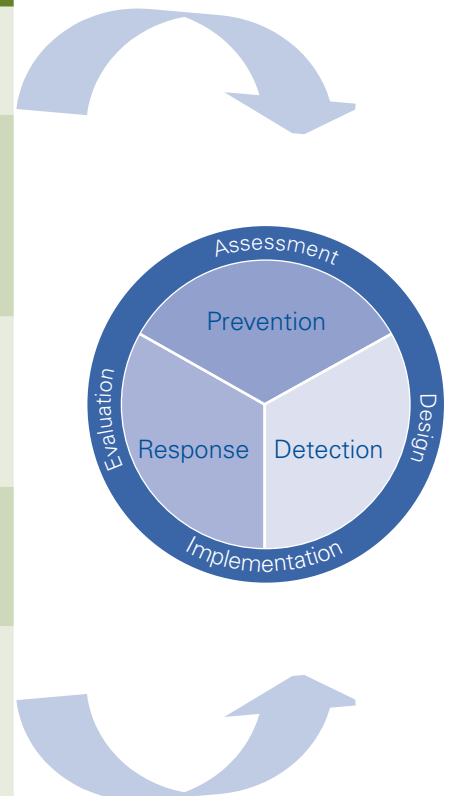 Assessment
Prevention
Evaluation
Design
Response
Detection
Implementation